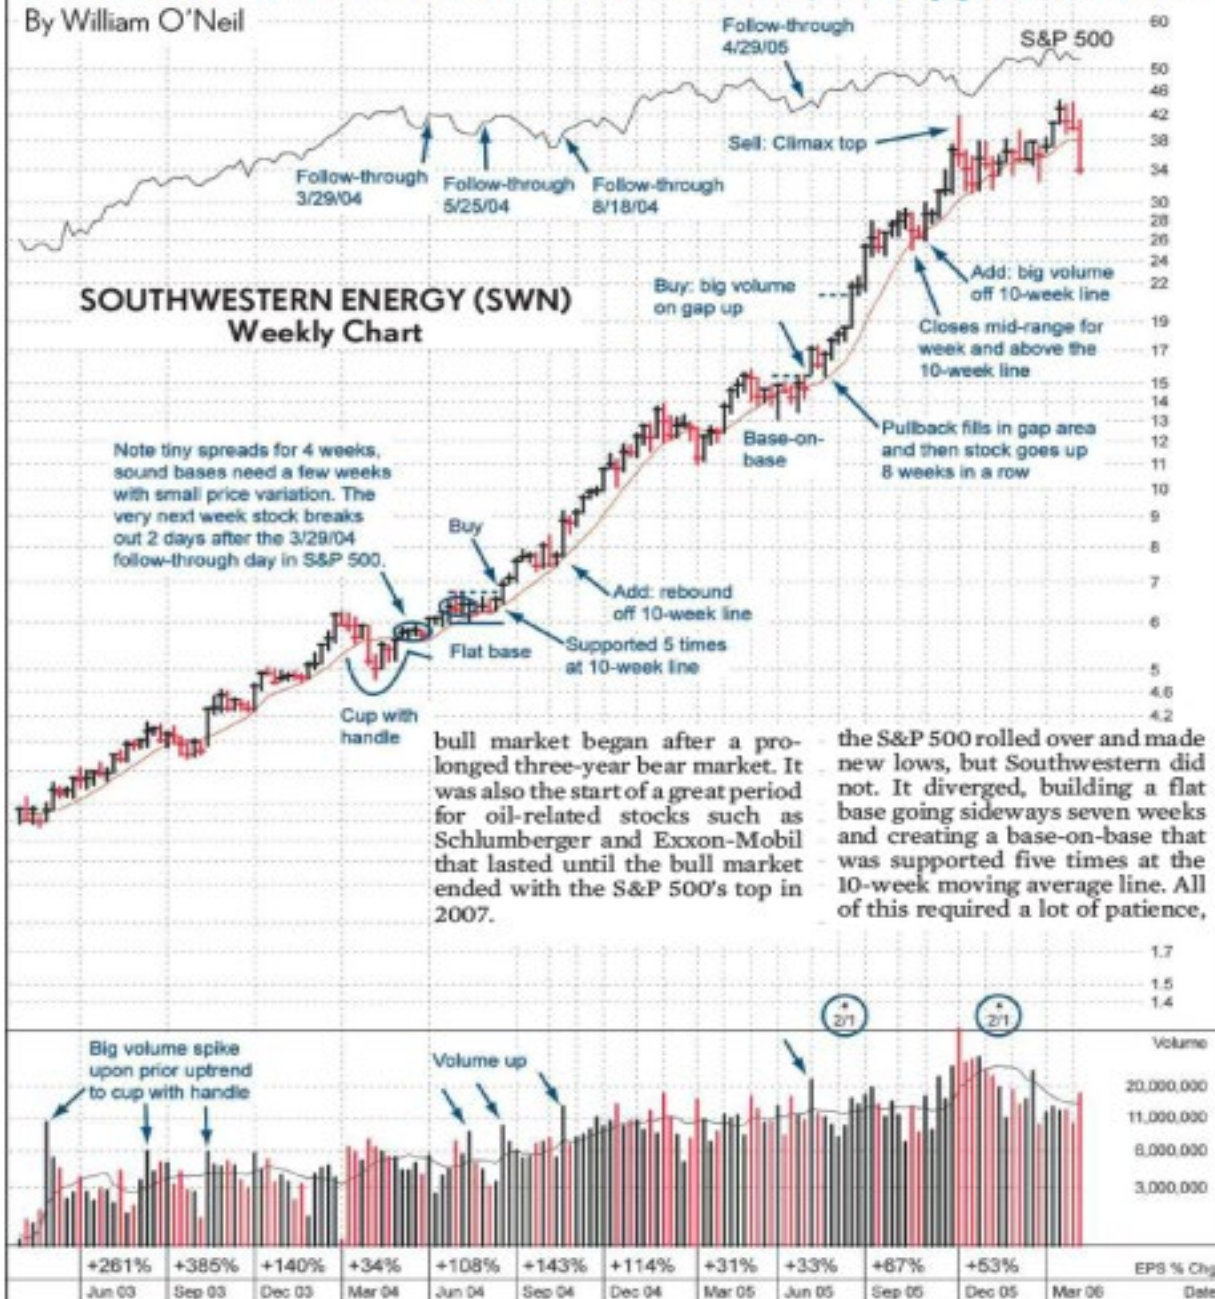 By William O'Neil
Follow-through
4/29/05
S&P 500
60
50
46
42
38
34
30
28
26
24
22
19
17
15
14
13
12
11
10
9
8
7
6
5
4.6
4.2
1.7
1.5
1.4
Sell: Climax top
Follow-through
3/29/04
Follow-through
5/25/04
Follow-through
8/18/04
SOUTHWESTERN ENERGY (SWN)
Weekly Chart
Buy: big volume
on gap up
Add: big volume
off 10-week line
Closes mid-range for
week and above the
10-week line
Base-on-
base
Pullback fills in gap area
and then stock goes up
8 weeks in a row
Note tiny spreads for 4 weeks,
sound bases need a few weeks
with small price variation. The
very next week stock breaks
out 2 days after the 3/29/04
follow-through day in S&P 500.
Buy
Add: rebound
off 10-week line
Flat base
Supported 5 times
at 10-week line
Cup with
handle
bull market began after a pro-
longed three-year bear market. It
was also the start of a great period
for oil-related stocks such as
Schlumberger and Exxon-Mobil
that lasted until the bull market
ended with the S&P 500's top in
2007.
the S&P 500 rolled over and made
new lows, but Southwestern did
not. It diverged, building a flat
base going sideways seven weeks
and creating a base-on-base that
was supported five times at the
10-week moving average line. All
of this required a lot of patience,
2/1
2/1
Big volume spike
upon prior uptrend
to cup with handle
Volume up
Volume
20,000,000
11,000,000
6,000,000
3,000,000
+261% +385% +140% +34% +108% +143% +114% +31% +33% +67% +53% EPS % Chg
Jun 03 Sep 03 Dec 03 Mar 04 Jun 04 Sep 04 Dec 04 Mar 05 Jun 05 Sep 05 Dec 05 Mar 06 Date